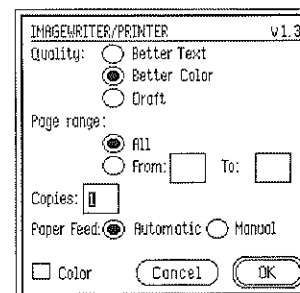 IMAGEWRITER/PRINTER v1.3
Quality: Better Text
Better Color
Draft
Page range:
All
From: To:
Copies: 1
Paper Feed: Automatic Manual
Color Cancel OK